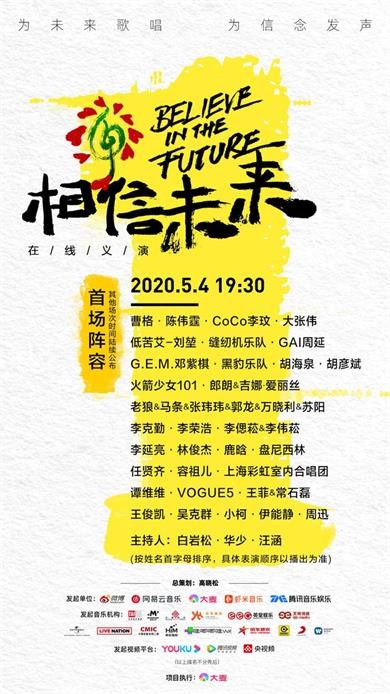 为未来歌唱 为信念发声
BELIEVE
IN THE
FUTURE
相信未来
在/线/义/演
2020.5.4 19:30
首场阵容
其他场次时间陆续公布
曹格·陈伟霆·CoCo李玟·大张伟
低苦艾-刘堃·缝纫机乐队·GAI周延
G.E.M.邓紫棋·黑豹乐队·胡海泉·胡彦斌
火箭少女101·郎朗&吉娜·爱丽丝
老狼&马条&张玮玮&郭龙&万晓利&苏阳
李克勤·李荣浩·李偲菘&李伟菘
李延亮·林俊杰·鹿晗·盘尼西林
任贤齐·容祖儿·上海彩虹室内合唱团
谭维维·VOGUE5·王菲&常石磊
王俊凯·吴克群·小柯·伊能静·周迅
主持人：白岩松·华少·汪涵
(按姓名首字母排序，具体表演顺序以播出为准)
总策划：高晓松
发起单位： 微博 网易云音乐 大麦 虾米音乐 腾讯音乐娱乐
发起音乐机构：
LIVE NATION CMIC
发起视频平台： YOUKU 腾讯视频 央视频
(以上排名不分先后)
项目执行： 大麦